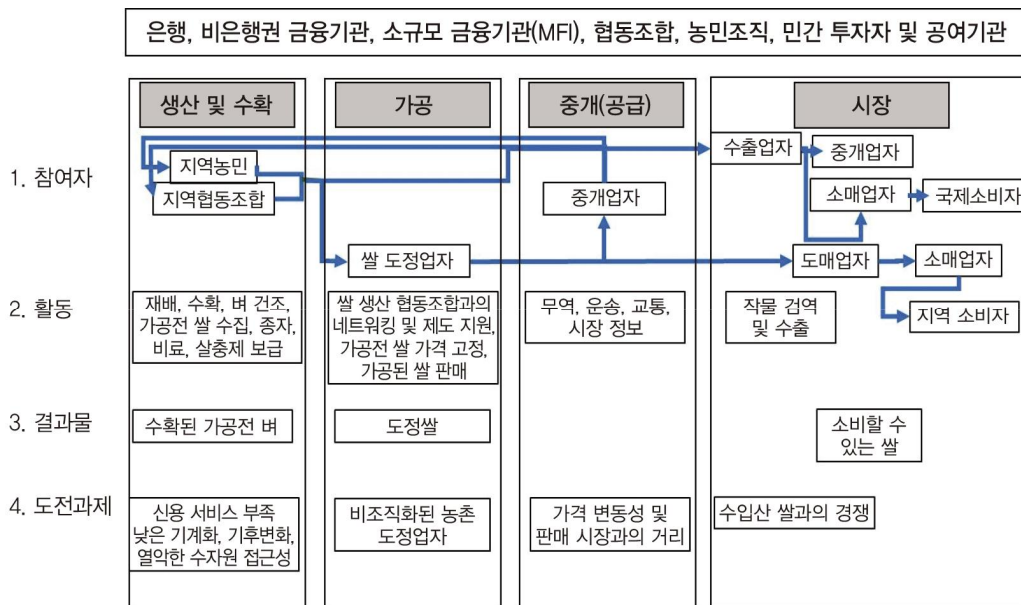 은행, 비은행권 금융기관, 소규모 금융기관(MFI), 협동조합, 농민조직, 민간 투자자 및 공여기관
생산 및 수확
가공
중개(공급)
시장
1. 참여자
지역농민
지역협동조합
쌀 도정업자
중개업자
수출업자
중개업자
소매업자
국제소비자
도매업자
소매업자
지역 소비자
2. 활동
재배, 수확, 벼 건조,
가공전 쌀 수집, 종자,
비료, 살충제 보급
쌀 생산 협동조합과의
네트워킹 및 제도 지원,
가공전 쌀 가격 고정,
가공된 쌀 판매
무역, 운송, 교통,
시장 정보
작물 검역
및 수출
3. 결과물
수확된 가공전 벼
도정쌀
소비할 수
있는 쌀
4. 도전과제
신용 서비스 부족
낮은 기계화, 기후변화,
열악한 수자원 접근성
비조직화된 농촌
도정업자
가격 변동성 및
판매 시장과의 거리
수입산 쌀과의 경쟁